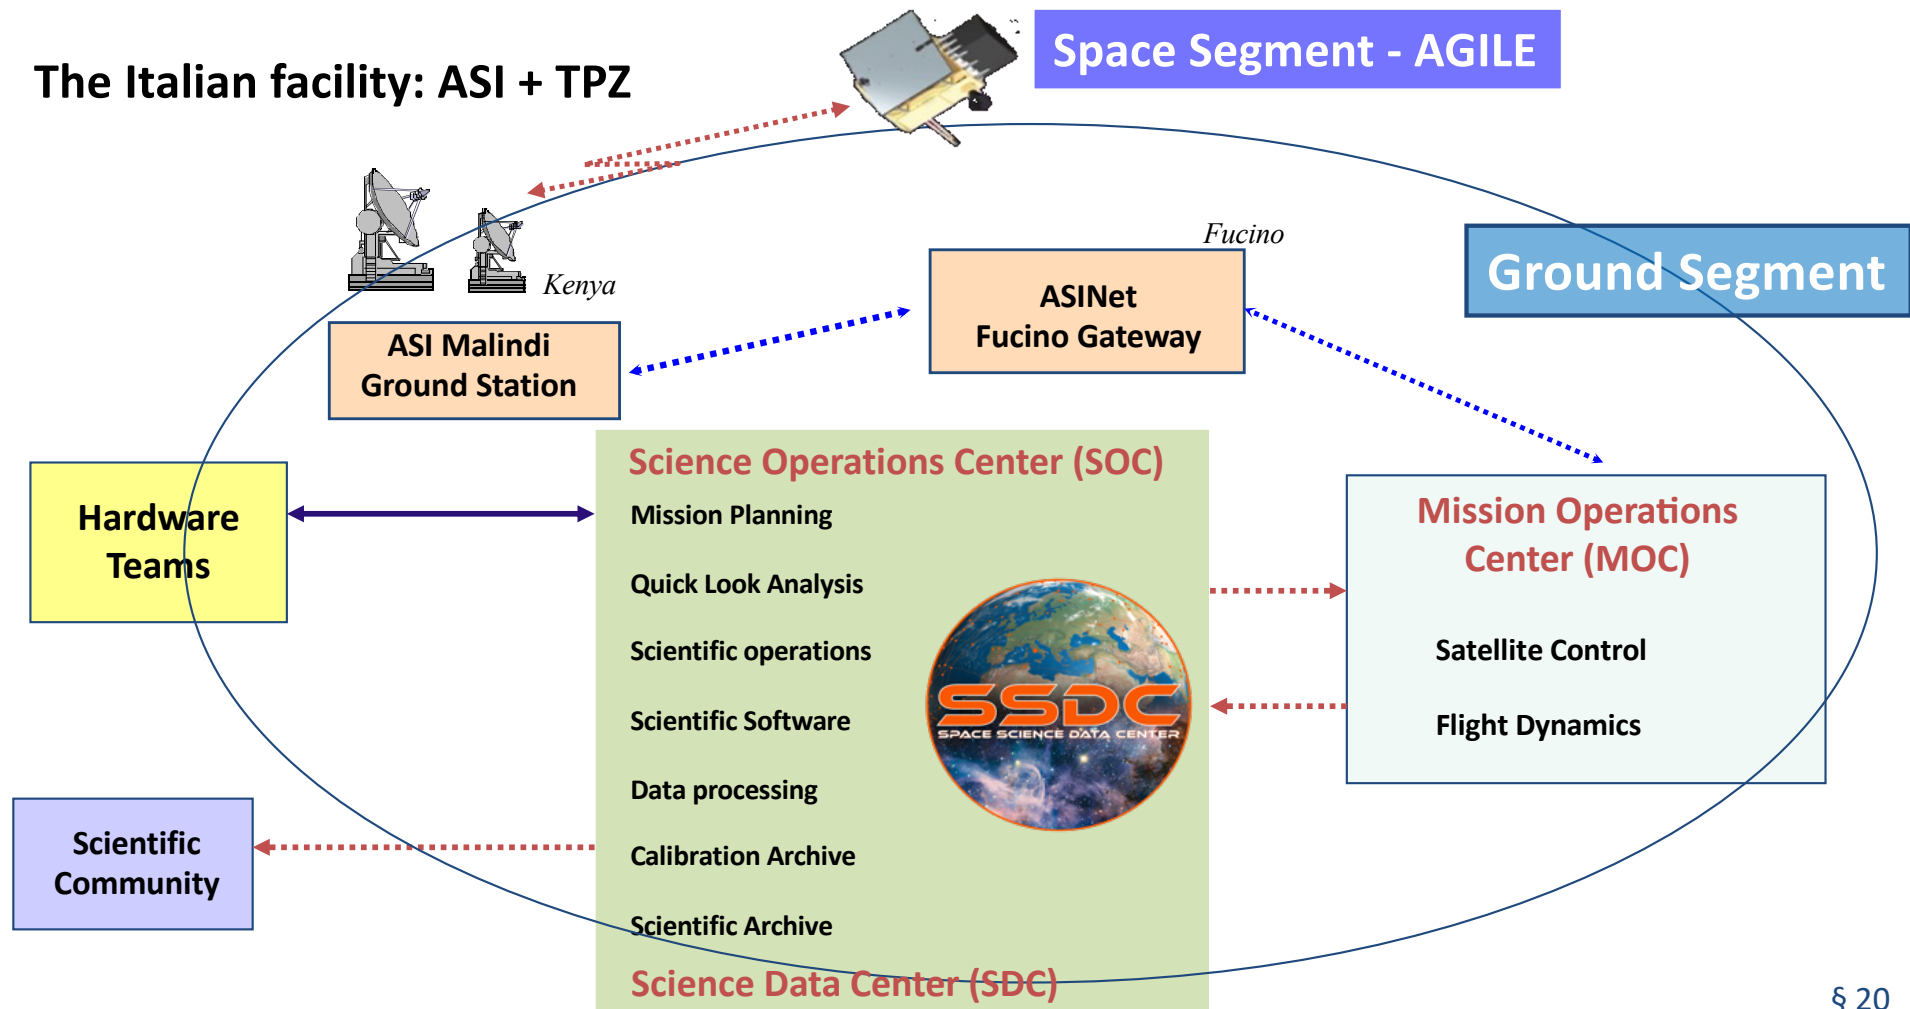 Space Segment - AGILE
The Italian facility: ASI + TPZ
Fucino
Ground Segment
Kenya
ASINet
Fucino Gateway
ASI Malindi
Ground Station
Science Operations Center (SOC)
Mission Planning
Quick Look Analysis
Scientific operations
Scientific Software
Data processing
Calibration Archive
Scientific Archive
Science Data Center (SDC)
SSDC
SPACE SCIENCE DATA CENTER
Hardware
Teams
Mission Operations
Center (MOC)
Satellite Control
Flight Dynamics
Scientific
Community
§ 20